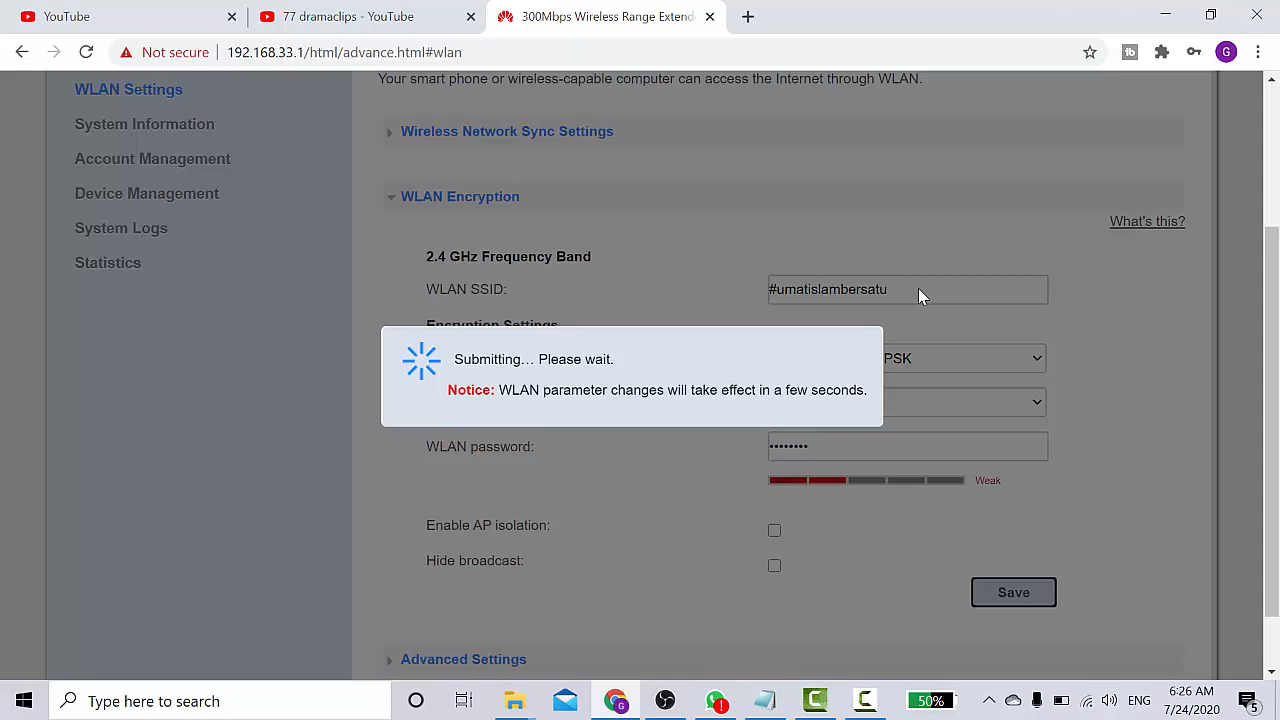 YouTube
77 dramaclips - YouTube
300Mbps Wireless Range Extend
Not secure
192.168.33.1/html/advance.html#wlan
G
Your smart phone or wireless-capable computer can access the Internet through WLAN.
WLAN Settings
System Information
Account Management
Device Management
System Logs
Statistics
Wireless Network Sync Settings
WLAN Encryption
What's this?
2.4 GHz Frequency Band
WLAN SSID:
#umatislambersatu
Encryption Settings
PSK
Submitting… Please wait.
Notice: WLAN parameter changes will take effect in a few seconds.
WLAN password:
••••••••
Weak
Enable AP isolation:
Hide broadcast:
Save
Advanced Settings
Type here to search
50%
ENG
6:26 AM
7/24/2020
5